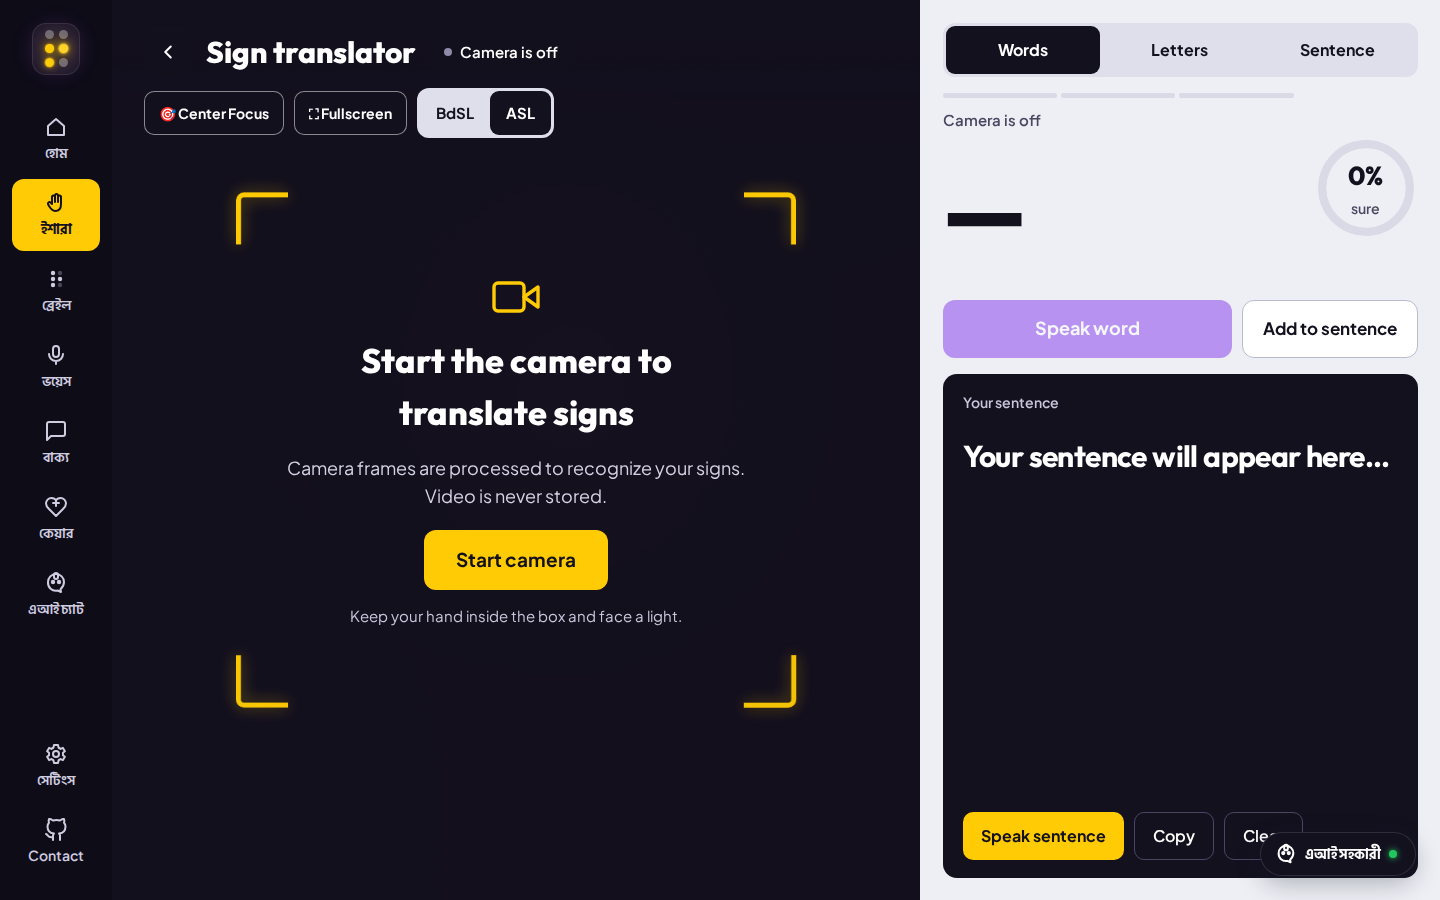 হোম
ইশারা
ব্রেইল
ভয়েস
বাক্য
কেয়ার
এআই চ্যাট
সেটিংস
Contact
Sign translator
Camera is off
🎯 Center Focus
⛶ Fullscreen
BdSL
ASL
Start the camera to
translate signs
Camera frames are processed to recognize your signs.
Video is never stored.
Start camera
Keep your hand inside the box and face a light.
Words
Letters
Sentence
Camera is off
0%
sure
Speak word
Add to sentence
Your sentence
Your sentence will appear here...
Speak sentence
Copy
এআই সহকারী